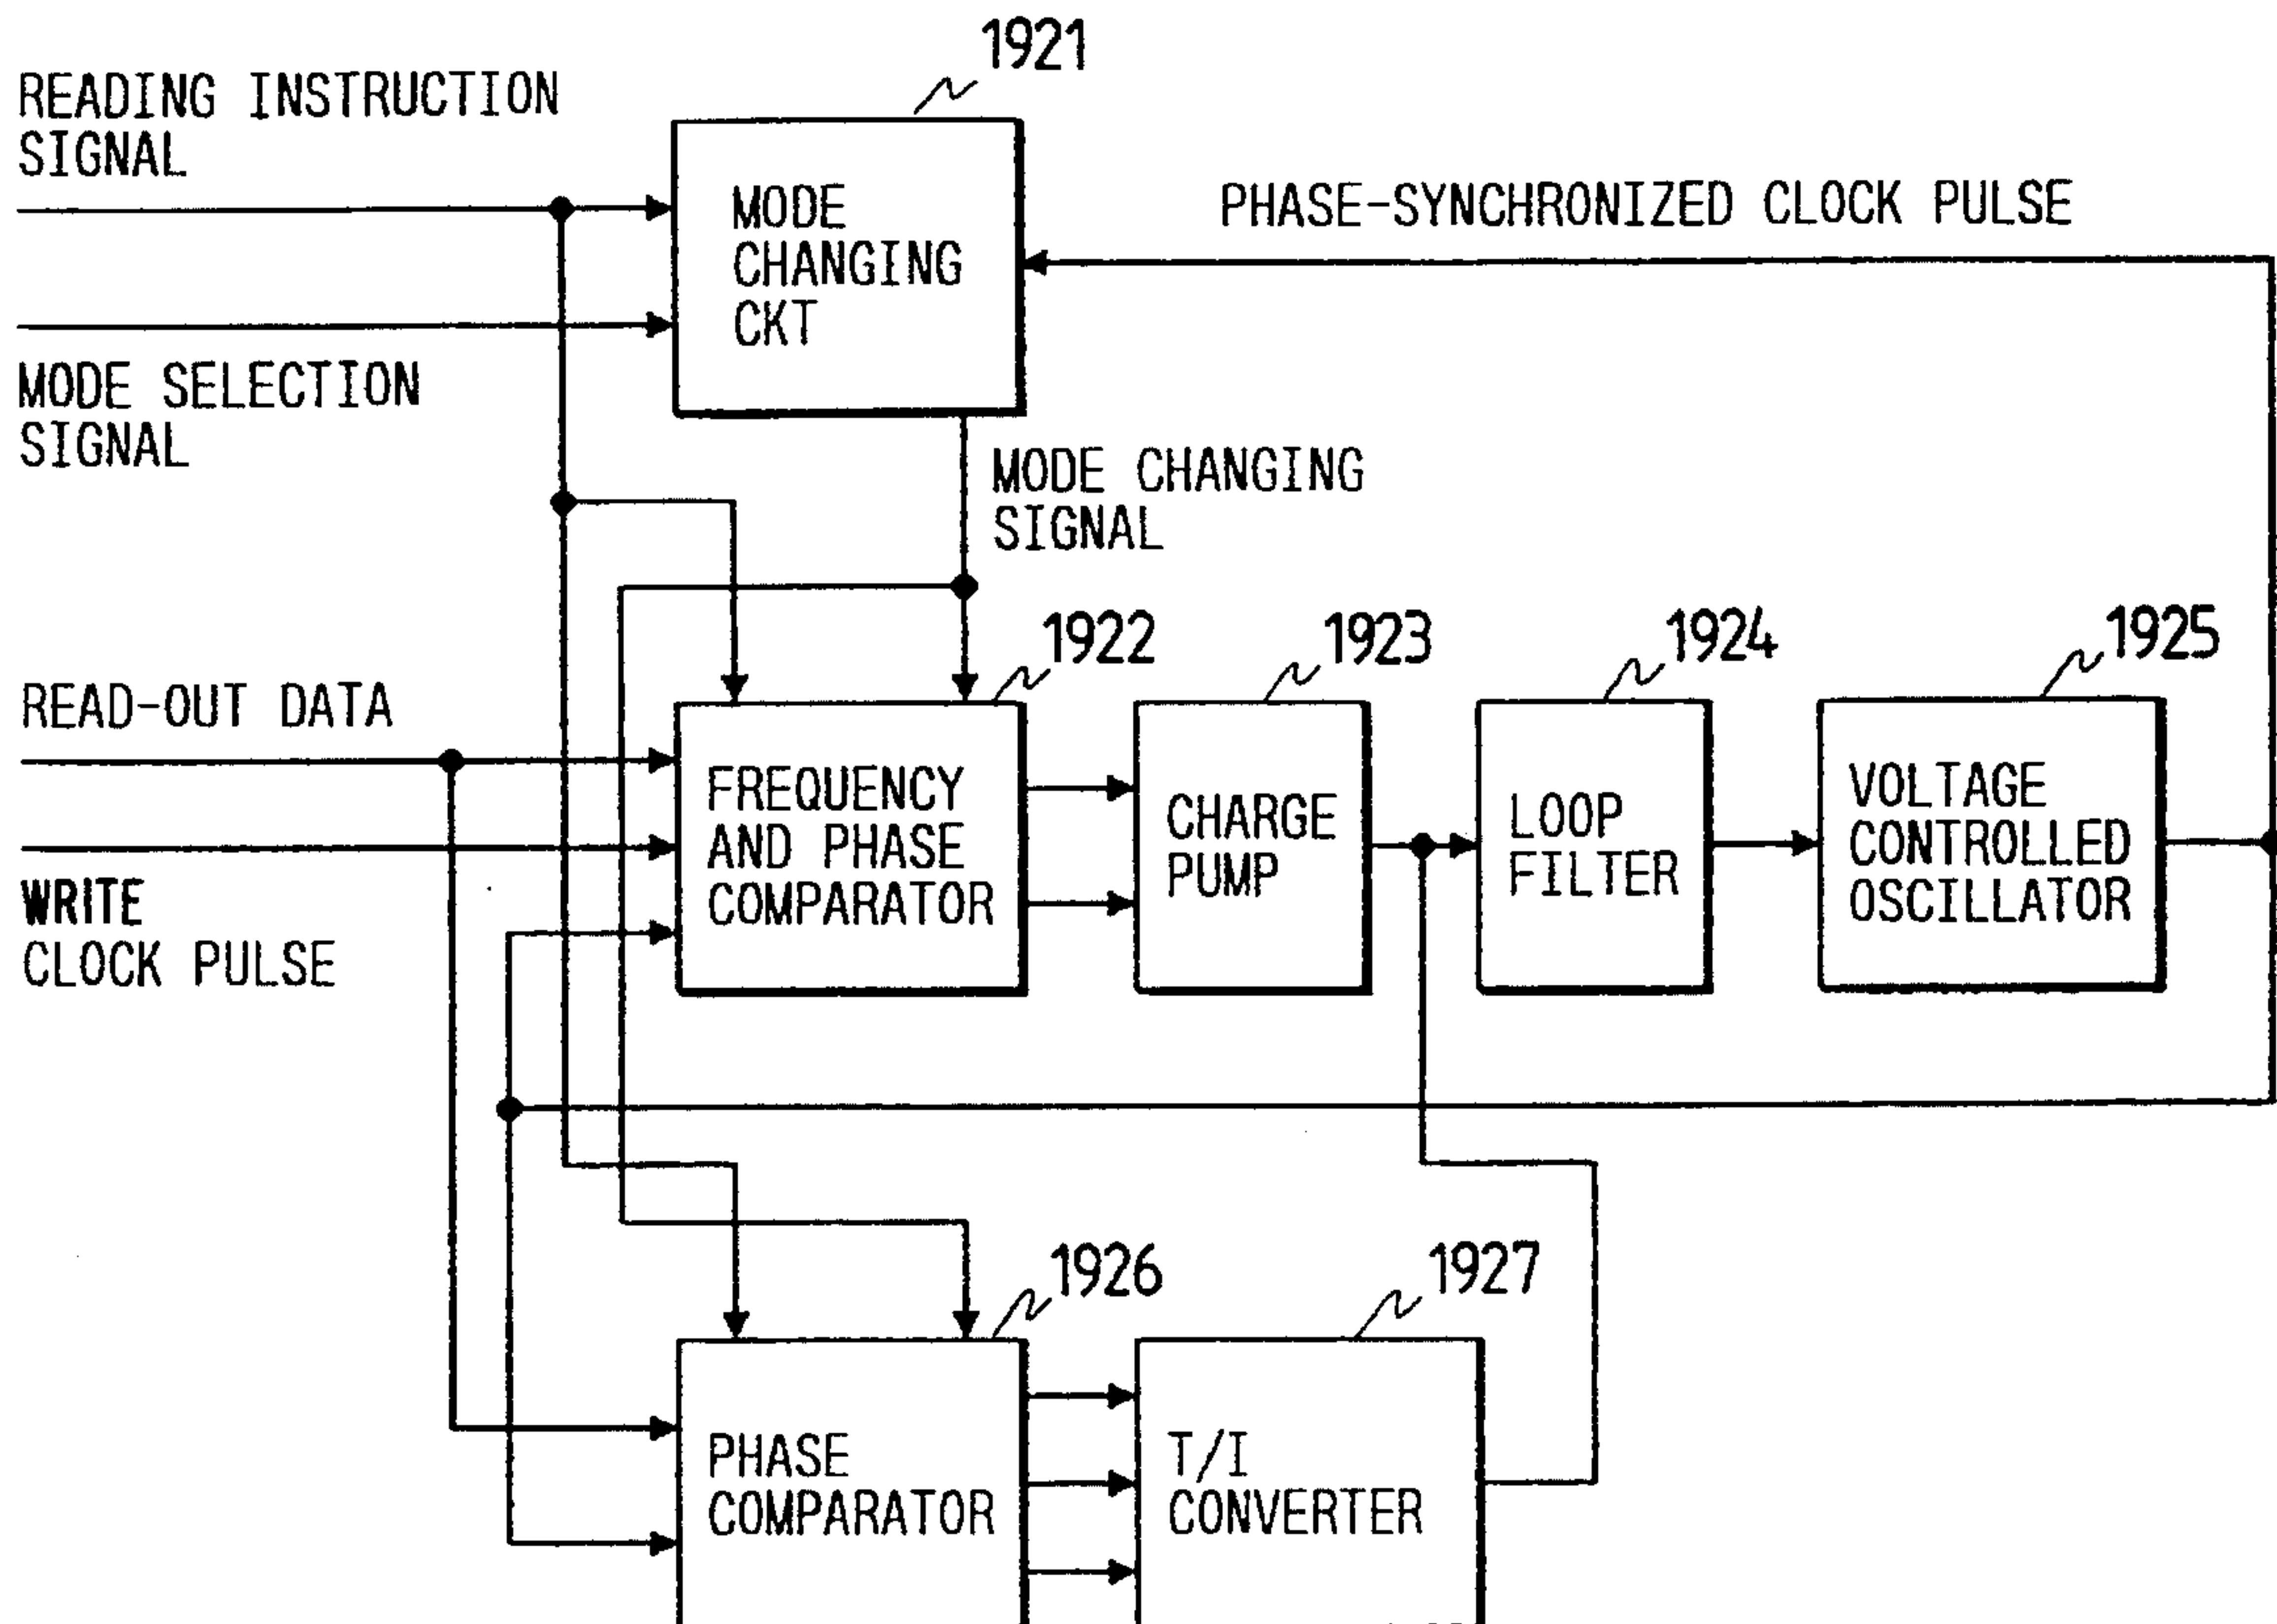 1921
READING INSTRUCTION
SIGNAL
MODE
CHANGING
CKT
PHASE-SYNCHRONIZED CLOCK PULSE
MODE SELECTION
SIGNAL
MODE CHANGING
SIGNAL
1922
1923
1924
1925
READ-OUT DATA
FREQUENCY
AND PHASE
COMPARATOR
CHARGE
PUMP
LOOP
FILTER
VOLTAGE
CONTROLLED
OSCILLATOR
WRITE
CLOCK PULSE
1926
1927
PHASE
COMPARATOR
T/I
CONVERTER